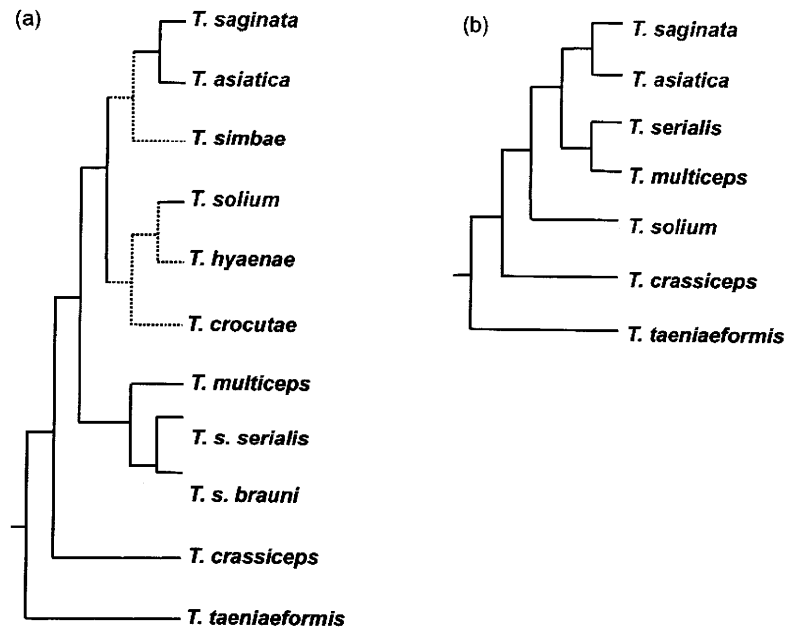 (a)
T. saginata
T. asiatica
T. simbae
T. solium
T. hyaenae
T. crocutae
T. multiceps
T. s. serialis
T. s. brauni
T. crassiceps
T. taeniaeformis
(b)
T. saginata
T. asiatica
T. serialis
T. multiceps
T. solium
T. crassiceps
T. taeniaeformis